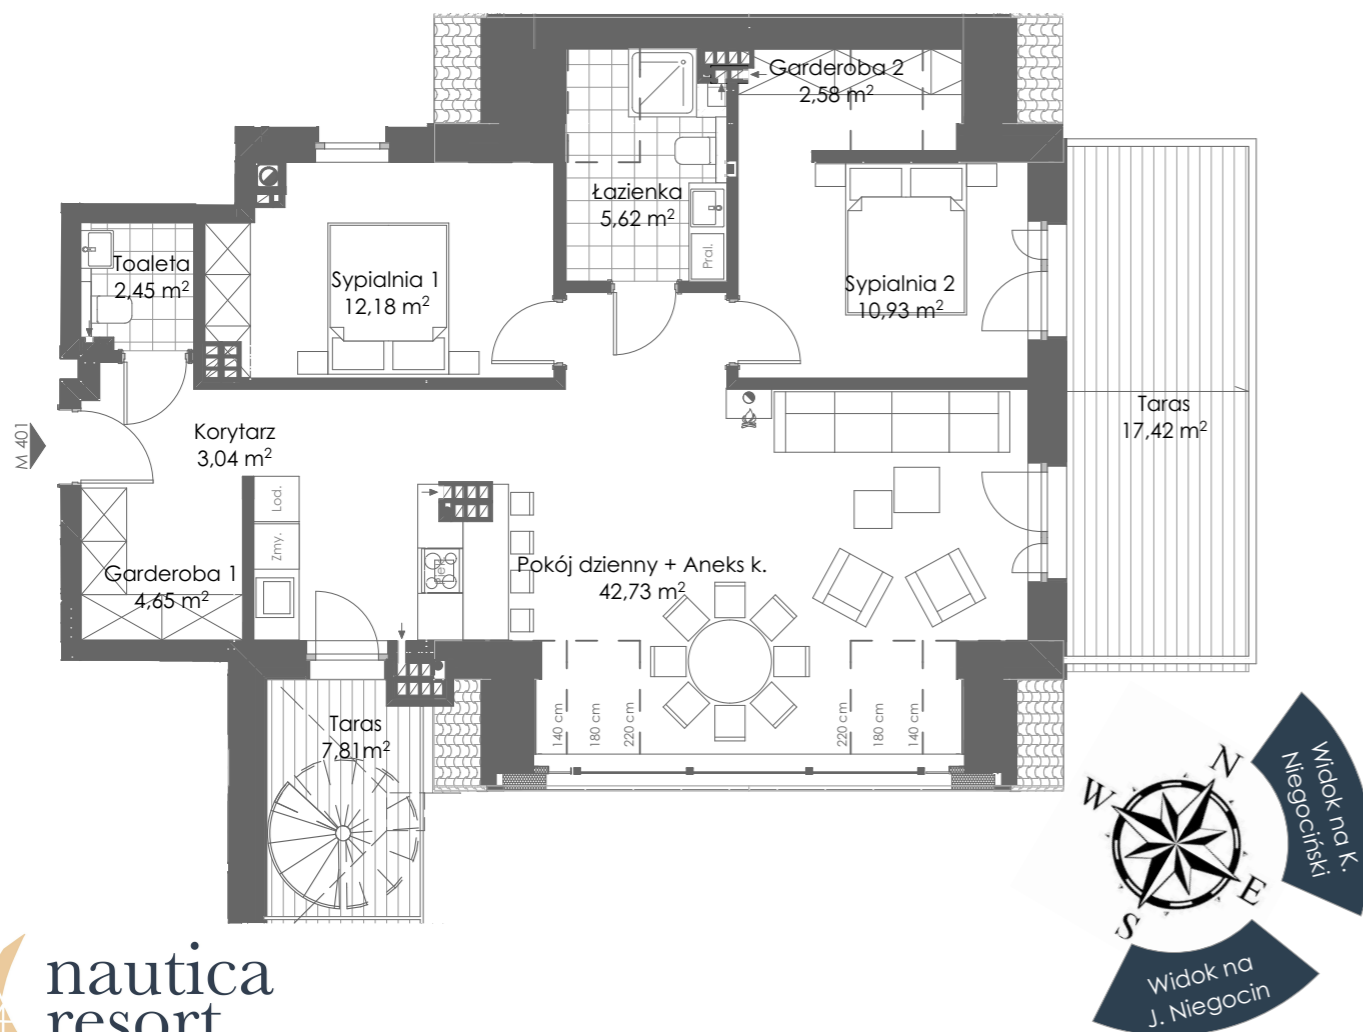 Garderoba 2
2,58 m²
Łazienka
5,62 m²
Pral.
Toaleta
2,45 m²
Sypialnia 1
12,18 m²
Sypialnia 2
10,93 m²
Taras
17,42 m²
M 401
Korytarz
3,04 m²
Lod.
Zmy.
Garderoba 1
4,65 m²
Pokój dzienny + Aneks k.
42,73 m²
Taras
7,81m²
140 cm
180 cm
220 cm
220 cm
180 cm
140 cm
N
W
E
S
Widok na K.
Niegociński
Widok na
J. Niegocin
nautica
resort